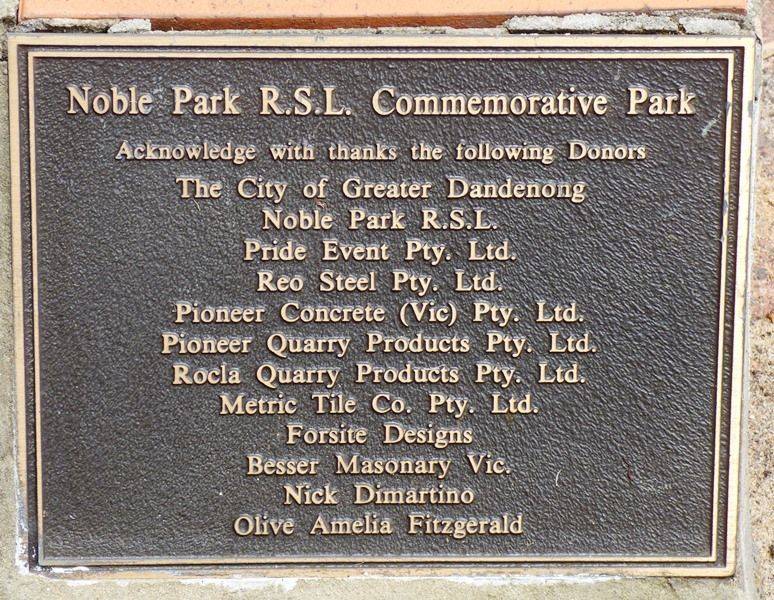 Noble Park R.S.L. Commemorative Park
Acknowledge with thanks the following Donors
The City of Greater Dandenong
Noble Park R.S.L.
Pride Event Pty. Ltd.
Reo Steel Pty. Ltd.
Pioneer Concrete (Vic) Pty. Ltd.
Pioneer Quarry Products Pty. Ltd.
Rocla Quarry Products Pty. Ltd.
Metric Tile Co. Pty. Ltd.
Forsite Designs
Besser Masonary Vic.
Nick Dimartino
Olive Amelia Fitzgerald